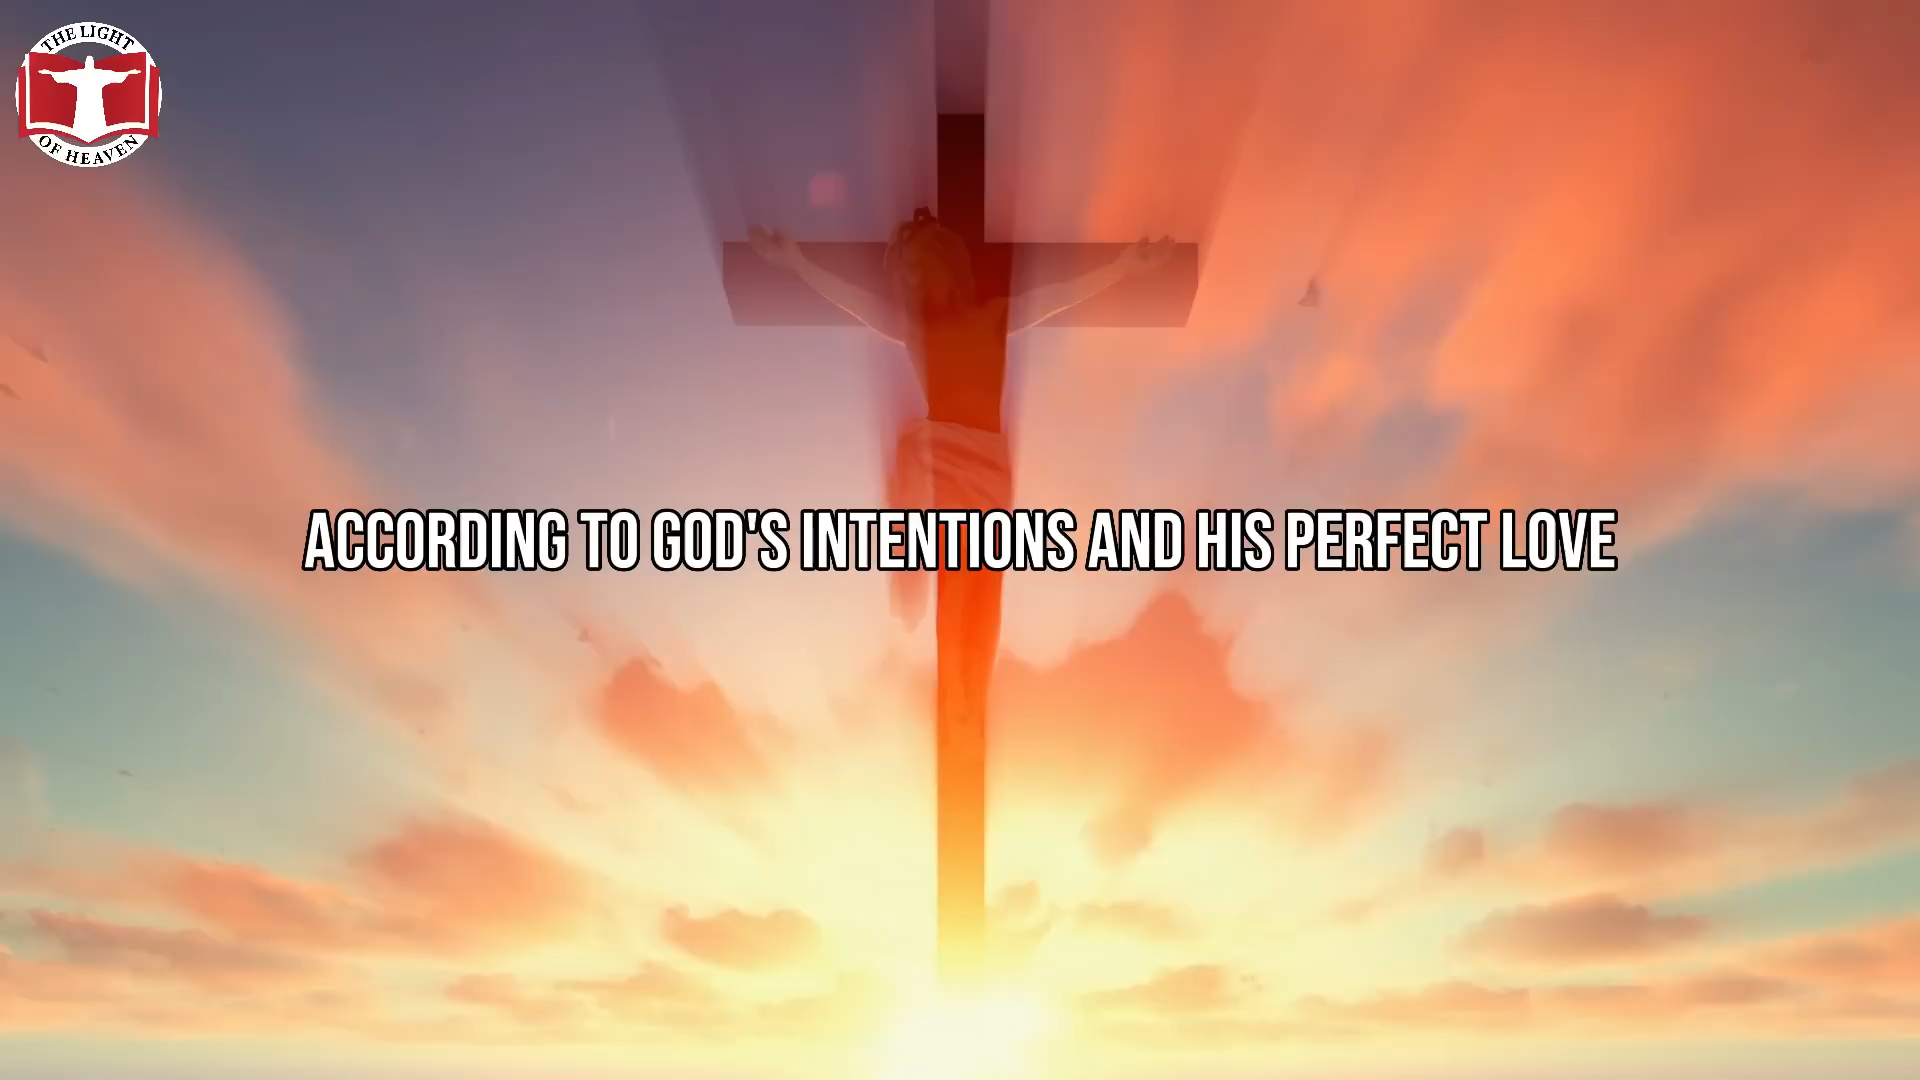 THE LIGHT
OF HEAVEN
ACCORDING TO GOD'S INTENTIONS AND HIS PERFECT LOVE